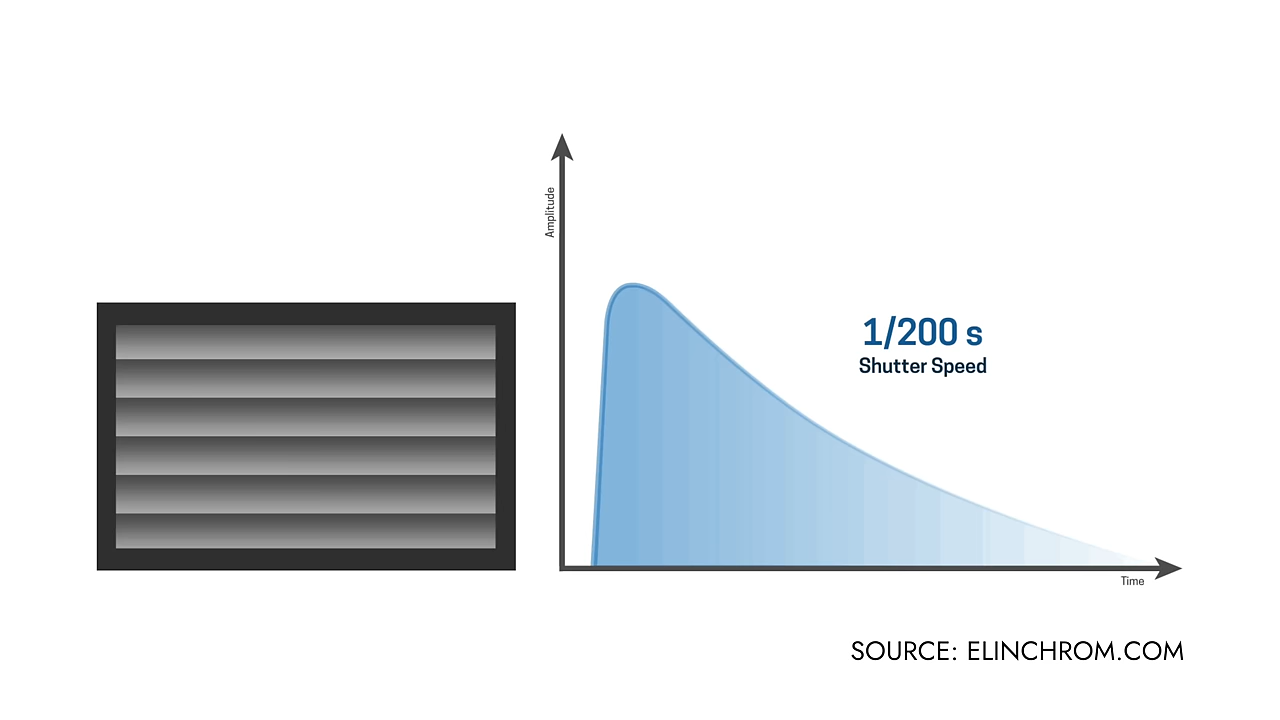 Amplitude
1/200 s
Shutter Speed
Time
SOURCE: ELINCHROM.COM